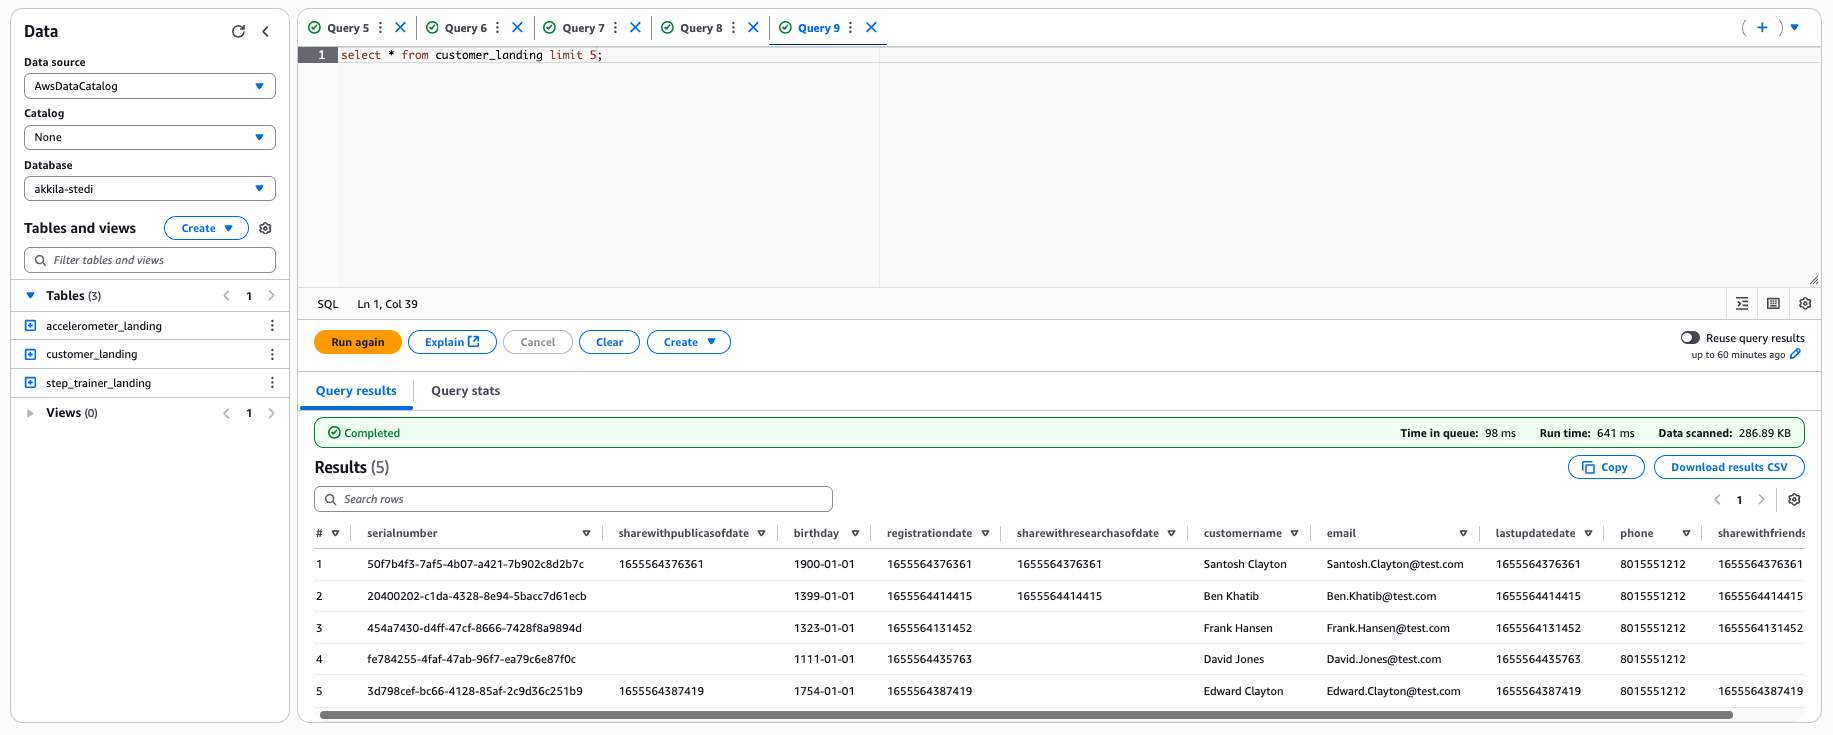 Data
Data source
AwsDataCatalog
Catalog
None
Database
akkila-stedi
Tables and views
Create
Filter tables and views
Tables (3)
1
accelerometer_landing
customer_landing
step_trainer_landing
Views (0)
1
Query 5 Query 6 Query 7 Query 8 Query 9
1 select * from customer_landing limit 5;
SQL Ln 1, Col 39
Run again Explain Cancel Clear Create
Reuse query results
up to 60 minutes ago
Query results Query stats
Completed Time in queue: 98 ms Run time: 641 ms Data scanned: 286.89 KB
Results (5) Copy Download results CSV
Search rows 1
# serialnumber sharewithpublicasofdate birthday registrationdate sharewithresearchasofdate customername email lastupdatedate phone sharewithfriends
1 50f7b4f3-7af5-4b07-a421-7b902c8d2b7c 1655564376361 1900-01-01 1655564376361 1655564376361 Santosh Clayton Santosh.Clayton@test.com 1655564376361 8015551212 1655564376361
2 20400202-c1da-4328-8e94-5bacc7d61ecb 1399-01-01 1655564414415 1655564414415 Ben Khatib Ben.Khatib@test.com 1655564414415 8015551212 1655564414415
3 454a7430-d4ff-47cf-8666-7428f8a9894d 1323-01-01 1655564131452 Frank Hansen Frank.Hansen@test.com 1655564131452 8015551212 1655564131452
4 fe784255-4faf-47ab-96f7-ea79c6e87f0c 1111-01-01 1655564435763 David Jones David.Jones@test.com 1655564435763 8015551212
5 3d798cef-bc66-4128-85af-2c9d36c251b9 1655564387419 1754-01-01 1655564387419 Edward Clayton Edward.Clayton@test.com 1655564387419 8015551212 1655564387419